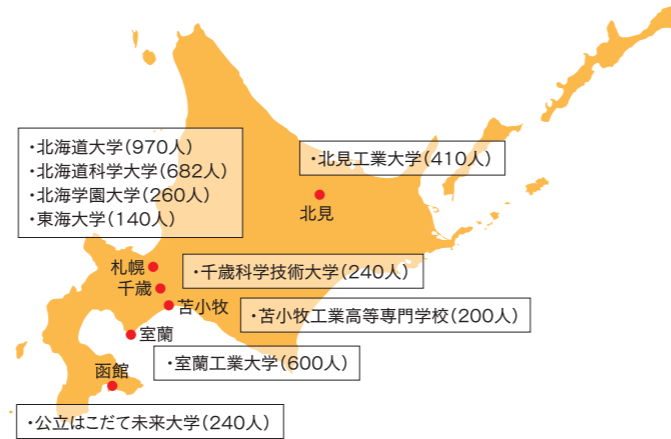 ・北海道大学(970人)
・北海道科学大学(682人)
・北海学園大学(260人)
・東海大学(140人)
・北見工業大学(410人)
北見
札幌
・千歳科学技術大学(240人)
千歳
苫小牧
・苫小牧工業高等専門学校(200人)
室蘭
・室蘭工業大学(600人)
函館
・公立はこだて未来大学(240人)